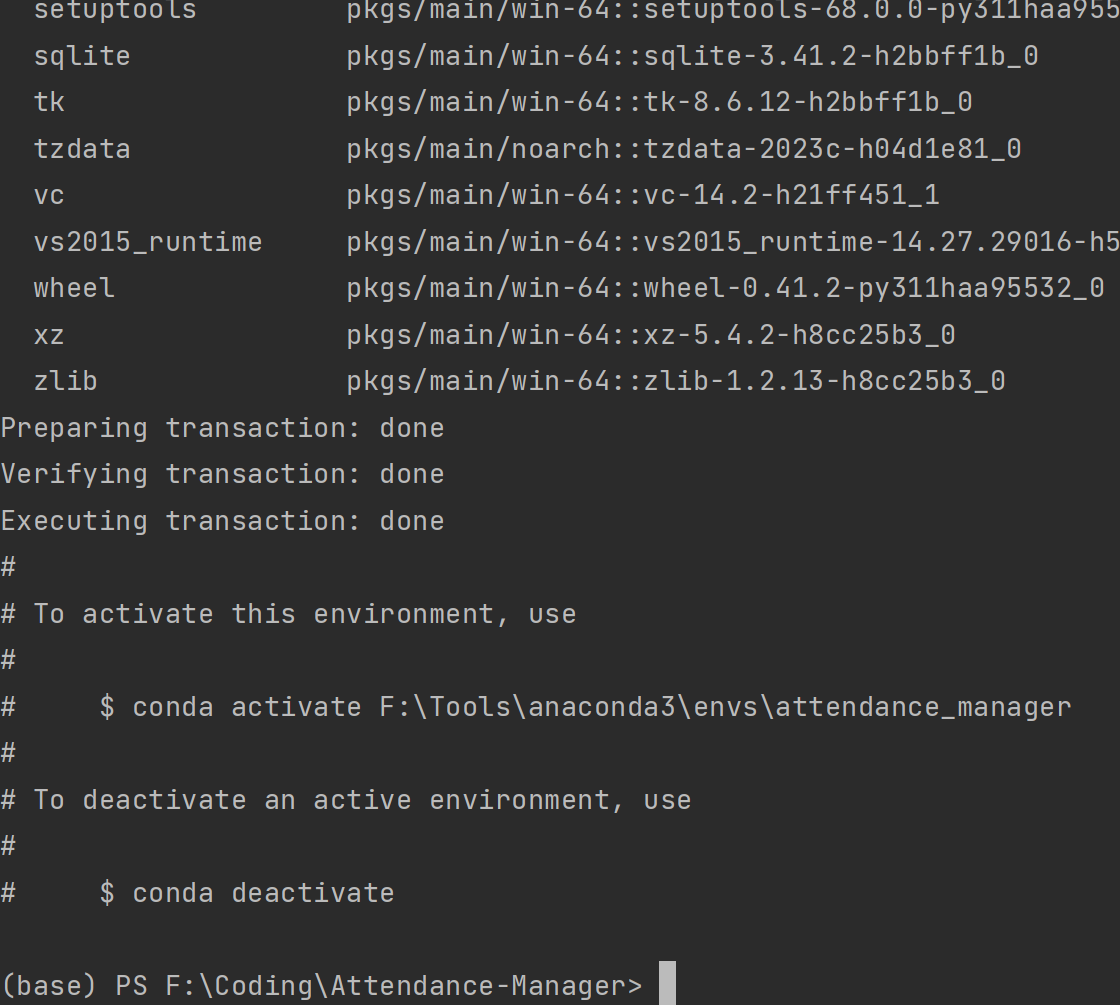 setuptools pkgs/main/win-64::setuptools-68.0.0-py311haa955
sqlite pkgs/main/win-64::sqlite-3.41.2-h2bbff1b_0
tk pkgs/main/win-64::tk-8.6.12-h2bbff1b_0
tzdata pkgs/main/noarch::tzdata-2023c-h04d1e81_0
vc pkgs/main/win-64::vc-14.2-h21ff451_1
vs2015_runtime pkgs/main/win-64::vs2015_runtime-14.27.29016-h5
wheel pkgs/main/win-64::wheel-0.41.2-py311haa95532_0
xz pkgs/main/win-64::xz-5.4.2-h8cc25b3_0
zlib pkgs/main/win-64::zlib-1.2.13-h8cc25b3_0
Preparing transaction: done
Verifying transaction: done
Executing transaction: done
#
# To activate this environment, use
#
#     $ conda activate F:\Tools\anaconda3\envs\attendance_manager
#
# To deactivate an active environment, use
#
#     $ conda deactivate
(base) PS F:\Coding\Attendance-Manager>